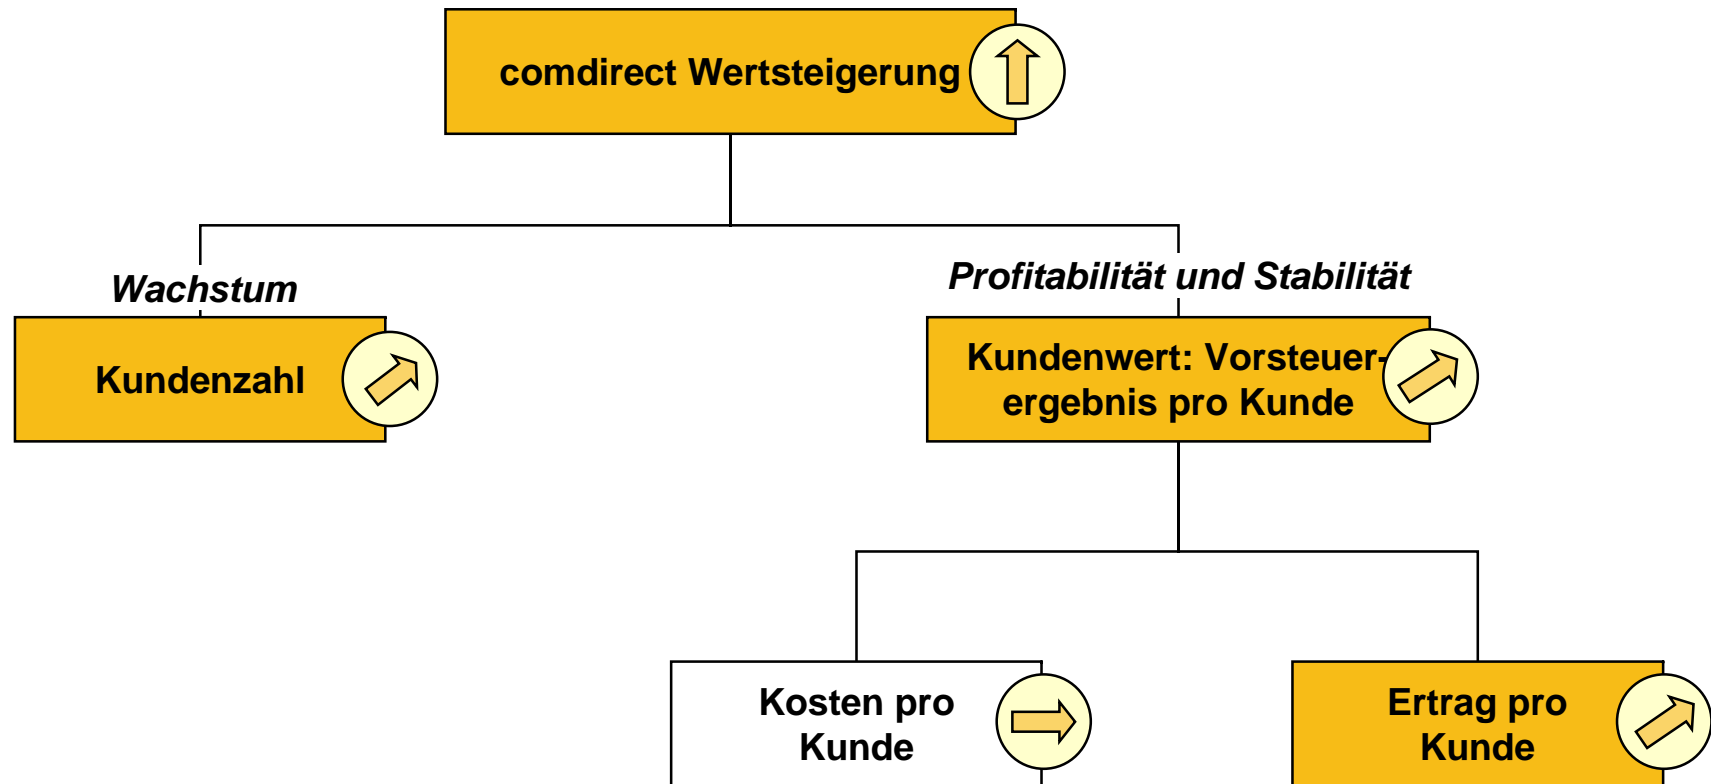 comdirect Wertsteigerung
Wachstum
Profitabilität und Stabilität
Kundenzahl
Kundenwert: Vorsteuer-
ergebnis pro Kunde
Kosten pro
Kunde
Ertrag pro
Kunde